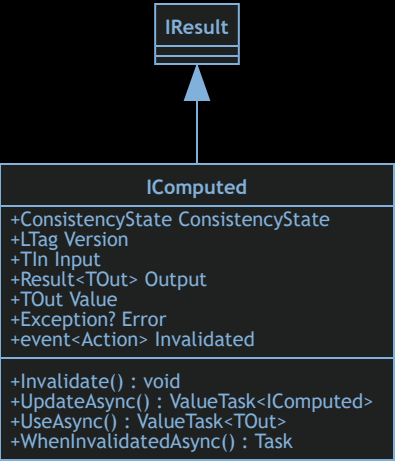 IResult
IComputed
+ConsistencyState ConsistencyState
+LTag Version
+TIn Input
+Result<TOut> Output
+TOut Value
+Exception? Error
+event<Action> Invalidated
+Invalidate() : void
+UpdateAsync() : ValueTask<IComputed>
+UseAsync() : ValueTask<TOut>
+WhenInvalidatedAsync() : Task